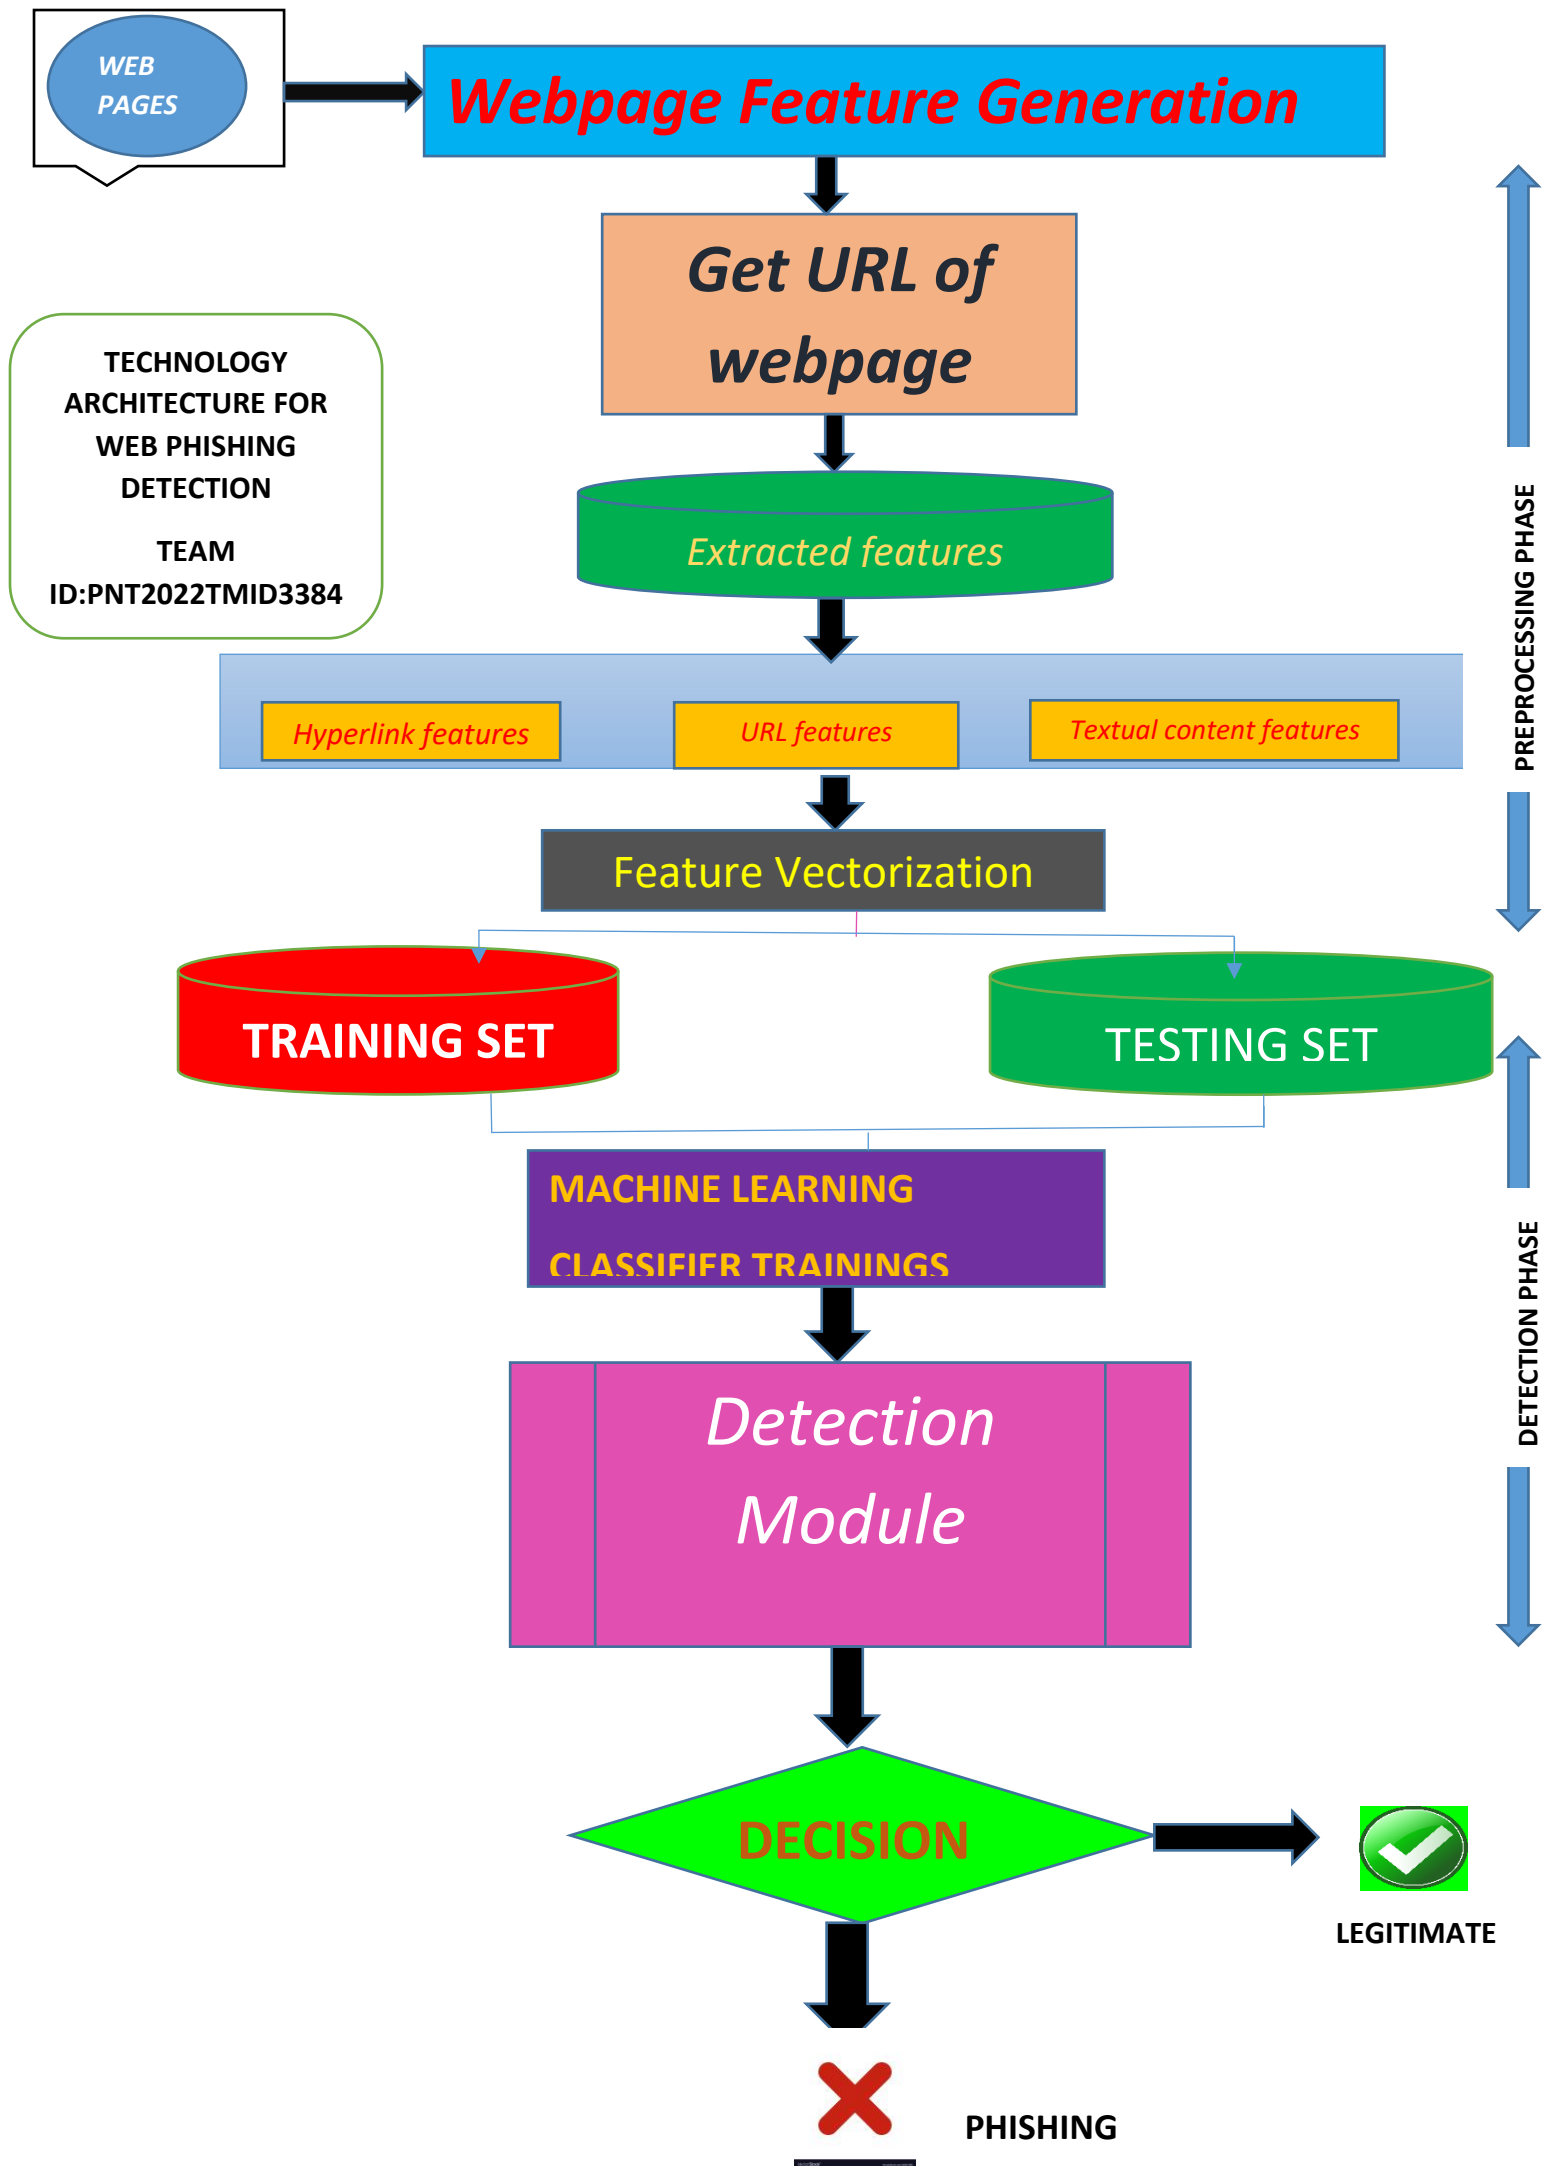 WEB
PAGES
Webpage Feature Generation
Get URL of
webpage
TECHNOLOGY
ARCHITECTURE FOR
WEB PHISHING
DETECTION
TEAM
ID:PNT2022TMID3384
Extracted features
PREPROCESSING PHASE
Hyperlink features
URL features
Textual content features
Feature Vectorization
TRAINING SET
TESTING SET
MACHINE LEARNING
CLASSIFIER TRAININGS
DETECTION PHASE
Detection
Module
DECISION
LEGITIMATE
PHISHING